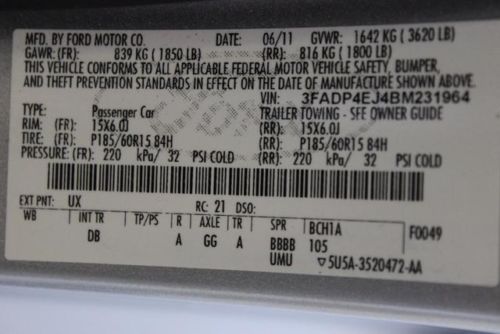 MFD. BY FORD MOTOR CO. DATE: 06/11 GVWR: 1642 KG ( 3620 LB)
GAWR: (FR): 839 KG ( 1850 LB) (RR): 816 KG ( 1800 LB)
THIS VEHICLE CONFORMS TO ALL APPLICABLE FEDERAL MOTOR VEHICLE SAFETY, BUMPER,
AND THEFT PREVENTION STANDARDS IN EFFECT ON THE DATE OF MANUFACTURE SHOWN ABOVE.
VIN: 3FADP4EJ4BM231964
TYPE: Passenger Car TRAILER TOWING - SEE OWNER GUIDE
RIM: (FR): 15X6.0J (RR): 15X6.0J
TIRE: (FR): P185/60R15 84H (RR): P185/60R15 84H
PRESSURE: (FR): 220 kPa/ 32 PSI COLD (RR): 220 kPa/ 32 PSI COLD
EXT PNT: UX RC: 21 DSO:
WB INT TR TP/PS R AXLE TR SPR BCH1A F0049
DB A GG A BBBB 105
UMU ▽5U5A-3520472-AA